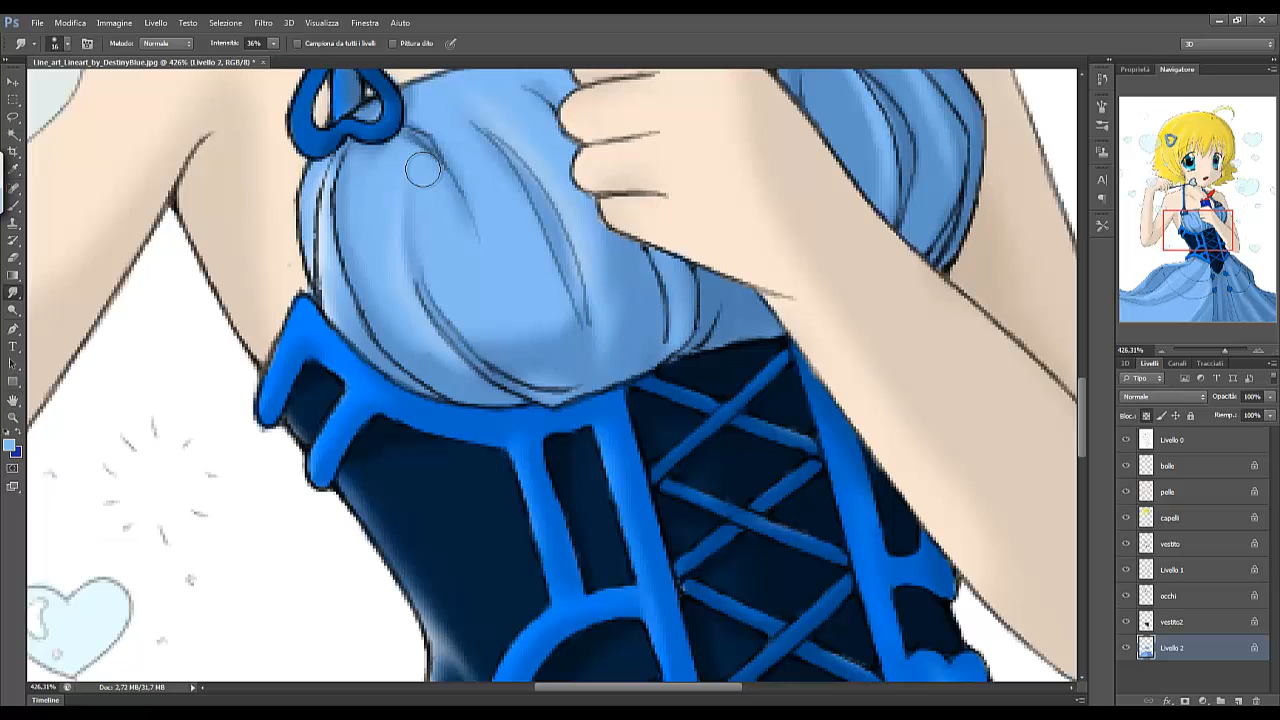 Ps File Modifica Immagine Livello Testo Selezione Filtro 3D Visualizza Finestra Aiuto
16 Metodo: Normale Intensità: 36% Campiona da tutti i livelli Pittura dito 3D
Line_art_Lineart_by_DestinyBlue.jpg @ 426% (Livello 2, RGB/8) * ×
Proprietà Navigatore
426,31%
3D Livelli Canali Tracciati
Tipo
Normale Opacità: 100%
Bloc.: Riemp.: 100%
Livello 0
bolle
pelle
capelli
vestito
Livello 1
occhi
vestito2
Livello 2
426,31% Doc: 2,72 MB/31,7 MB
Timeline